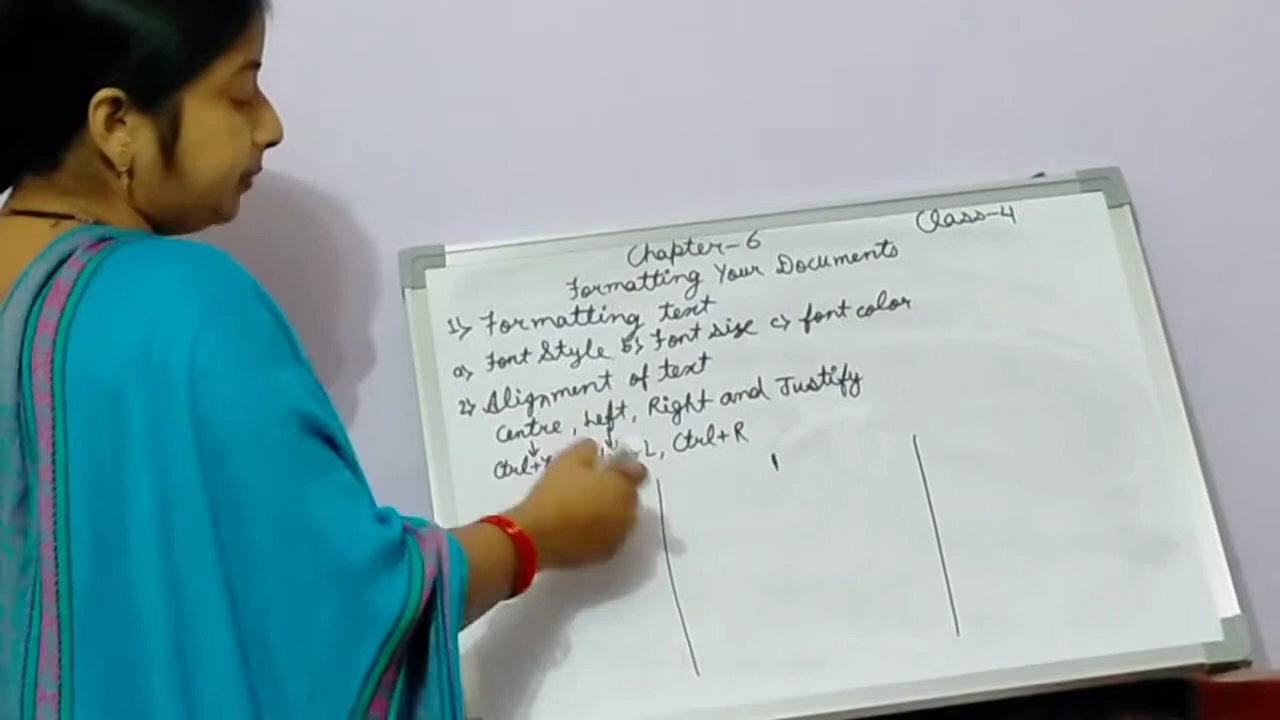 Class-4
Chapter-6
Formatting Your Documents
1) Formatting text
a) Font Style b) Font size c) font color
2) Alignment of text
Centre, Left, Right and Justify
L, Ctrl+R